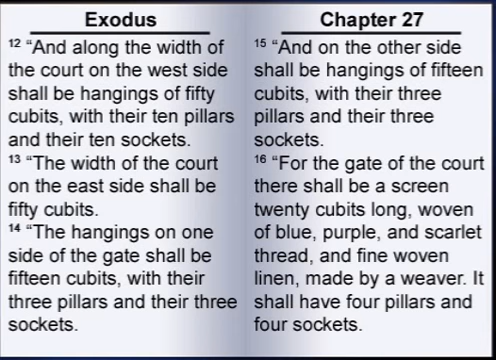 Exodus
12 “And along the width of
the court on the west side
shall be hangings of fifty
cubits, with their ten pillars
and their ten sockets.
13 “The width of the court
on the east side shall be
fifty cubits.
14 “The hangings on one
side of the gate shall be
fifteen cubits, with their
three pillars and their three
sockets.
Chapter 27
15 “And on the other side
shall be hangings of fifteen
cubits, with their three
pillars and their three
sockets.
16 “For the gate of the court
there shall be a screen
twenty cubits long, woven
of blue, purple, and scarlet
thread, and fine woven
linen, made by a weaver. It
shall have four pillars and
four sockets.